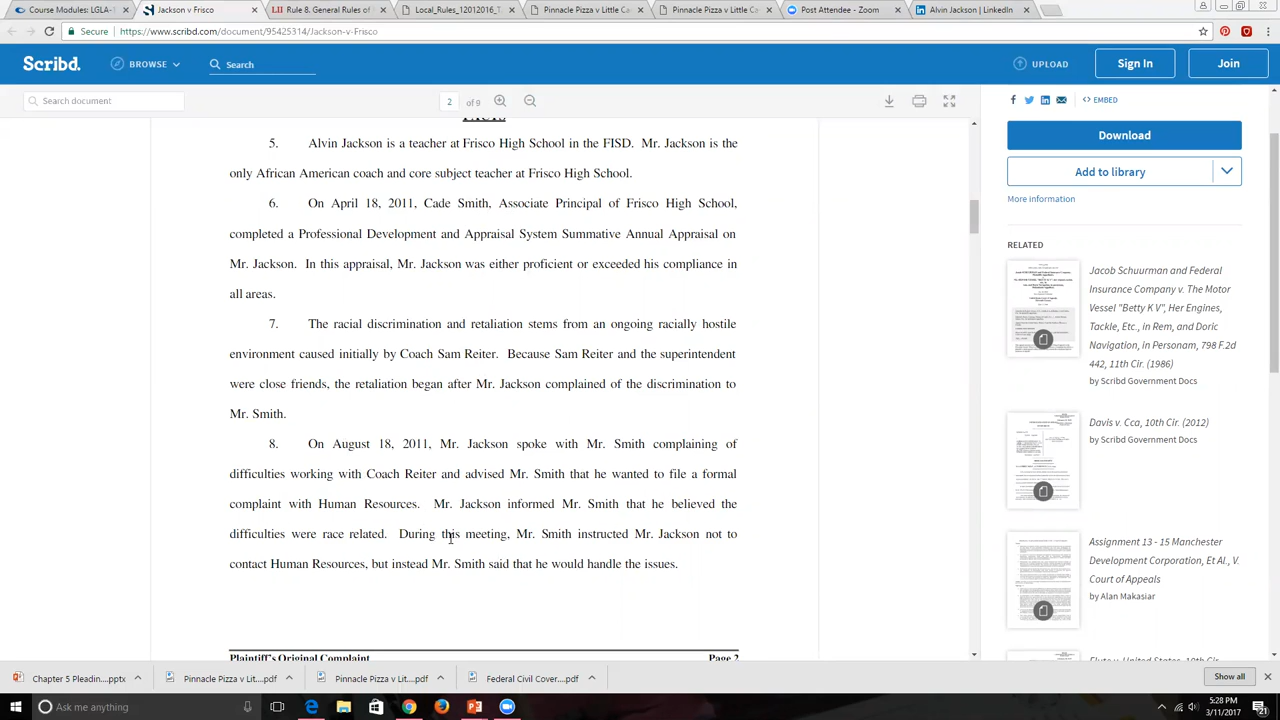 Course Modules: LGL A-
Jackson v Frisco
Rule 8. General Rules of
Local_Rules_12012016_T
Pinnacle Pizza v Little Ca
Pinnacle Pizza v Little Ca
Post Attendee - Zoom
Alvin Jackson | LinkedIn
Secure https://www.scribd.com/document/95425314/Jackson-v-Frisco
Scribd. BROWSE Search UPLOAD Sign In Join
Search document 2 of 9 EMBED
FACTS
5. Alvin Jackson is a teacher at Frisco High School in the FISD. Mr. Jackson is the
only African American coach and core subject teacher at Frisco High School.
6. On April 18, 2011, Cade Smith, Associate Principal of Frisco High School,
completed a Professional Development and Appraisal System Summative Annual Appraisal on
Mr. Jackson. In this appraisal, Mr. Jackson was either proficient or exceeded his compliance in
all areas.
7. The race discrimination and retaliation stems from an ongoing racially hostile
environment caused mainly by Coach Sam Reiter. Because Sam Reiter and the superintendent
were close friends, the retaliation began after Mr. Jackson complained of the discrimination to
Mr. Smith.
8. On April 18, 2011, Mr. Jackson spoke with Mr. Smith complaining of
difficulties working with Coach Reiter and advised Mr. Smith that he wanted to file a formal
complaint with Human Resources. Mr. Jackson informed Mr. Smith that he believed the
difficulties were race related. During this meeting, Mr. Smith instructed Mr. Jackson not to
contact Human Resources but rather Mr. Smith stated he would handle the issues.
Plaintiff's Original Complaint Page 2
Download
Add to library
More information
RELATED
Jacob Silverman and Federal
Insurance Company v. The Motor
Vessel "Betty K V", Her Engines,
Tackle, Etc., in Rem, and Tropic
Navigation, in Personam, 798 F.2d
442, 11th Cir. (1986)
by Scribd Government Docs
Davis v. Cca, 10th Cir. (2012)
by Scribd Government Docs
Assignment 13 - 15 Manchester
Development Corporation, Et. Al. v.
Court of Appeals
by Alan Makasiar
Flute v. United States, 10th Cir.
Chapter 5 Pleading.pptx
Pinnacle Pizza v Lit....pdf
Pinnacle Pizza v Lit....pdf
Federal Civil Cover....pdf
Show all
Ask me anything
5:28 PM
3/11/2017
21